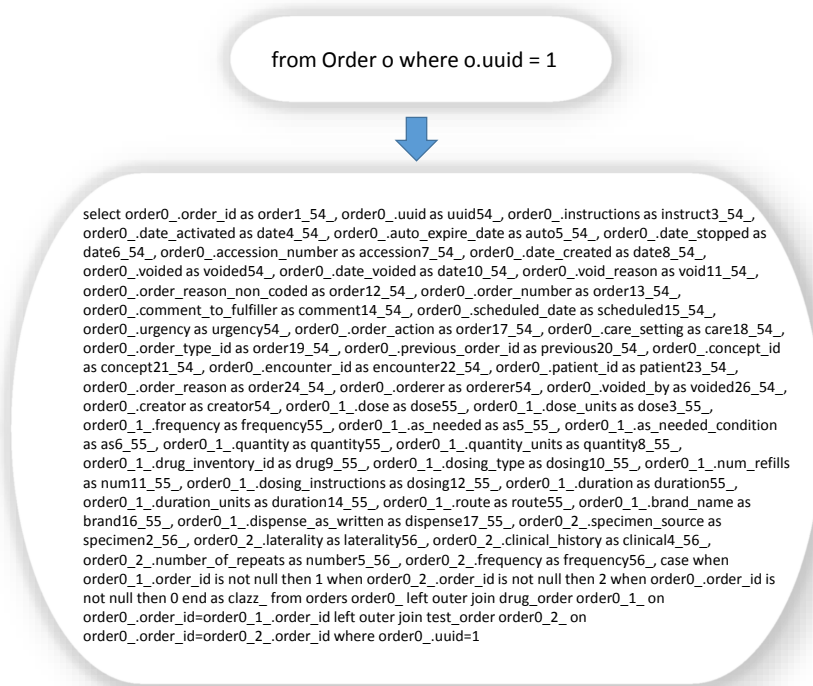 from Order o where o.uuid = 1
select order0_.order_id as order1_54_, order0_.uuid as uuid54_, order0_.instructions as instruct3_54_,
order0_.date_activated as date4_54_, order0_.auto_expire_date as auto5_54_, order0_.date_stopped as
date6_54_, order0_.accession_number as accession7_54_, order0_.date_created as date8_54_,
order0_.voided as voided54_, order0_.date_voided as date10_54_, order0_.void_reason as void11_54_,
order0_.order_reason_non_coded as order12_54_, order0_.order_number as order13_54_,
order0_.comment_to_fulfiller as comment14_54_, order0_.scheduled_date as scheduled15_54_,
order0_.urgency as urgency54_, order0_.order_action as order17_54_, order0_.care_setting as care18_54_,
order0_.order_type_id as order19_54_, order0_.previous_order_id as previous20_54_, order0_.concept_id
as concept21_54_, order0_.encounter_id as encounter22_54_, order0_.patient_id as patient23_54_,
order0_.order_reason as order24_54_, order0_.orderer as orderer54_, order0_.voided_by as voided26_54_,
order0_.creator as creator54_, order0_1_.dose as dose55_, order0_1_.dose_units as dose3_55_,
order0_1_.frequency as frequency55_, order0_1_.as_needed as as5_55_, order0_1_.as_needed_condition
as as6_55_, order0_1_.quantity as quantity55_, order0_1_.quantity_units as quantity8_55_,
order0_1_.drug_inventory_id as drug9_55_, order0_1_.dosing_type as dosing10_55_, order0_1_.num_refills
as num11_55_, order0_1_.dosing_instructions as dosing12_55_, order0_1_.duration as duration55_,
order0_1_.duration_units as duration14_55_, order0_1_.route as route55_, order0_1_.brand_name as
brand16_55_, order0_1_.dispense_as_written as dispense17_55_, order0_2_.specimen_source as
specimen2_56_, order0_2_.laterality as laterality56_, order0_2_.clinical_history as clinical4_56_,
order0_2_.number_of_repeats as number5_56_, order0_2_.frequency as frequency56_, case when
order0_1_.order_id is not null then 1 when order0_2_.order_id is not null then 2 when order0_.order_id is
not null then 0 end as clazz_ from orders order0_ left outer join drug_order order0_1_ on
order0_.order_id=order0_1_.order_id left outer join test_order order0_2_ on
order0_.order_id=order0_2_.order_id where order0_.uuid=1